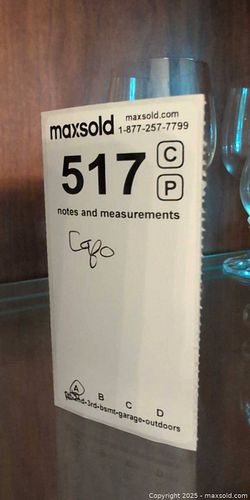 maxsold maxsold.com
1-877-257-7799
517 C
P
notes and measurements
A B C D
-3rd-bsmt-garage-outdoors
Copyright © 2025 - maxsold.com